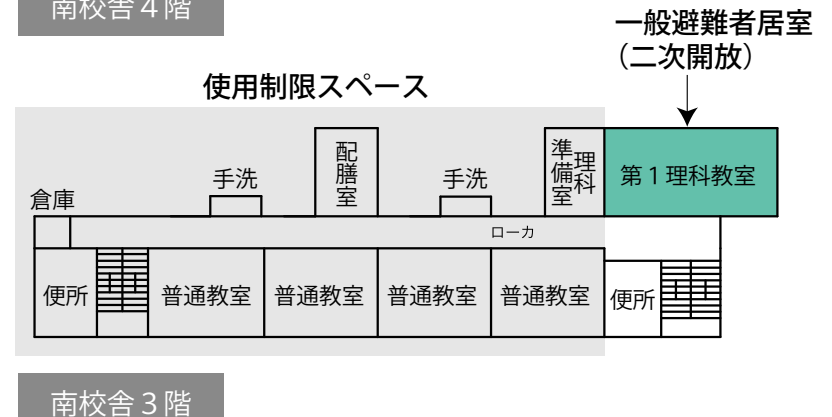 南校舎４階
一般避難者居室
（二次開放）
使用制限スペース
倉庫
手洗
配膳室
手洗
理科準備室
第１理科教室
ローカ
便所
普通教室
普通教室
普通教室
普通教室
便所
南校舎３階